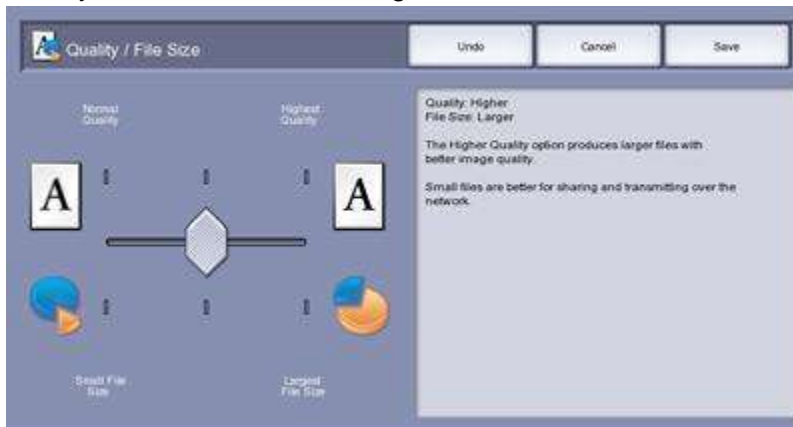 Quality / File Size
Undo
Cancel
Save
Normal
Quality
Highest
Quality
A
A
Small File
Size
Largest
File Size
Quality: Higher
File Size: Larger
The Higher Quality option produces larger files with
better image quality.
Small files are better for sharing and transmitting over the
network.